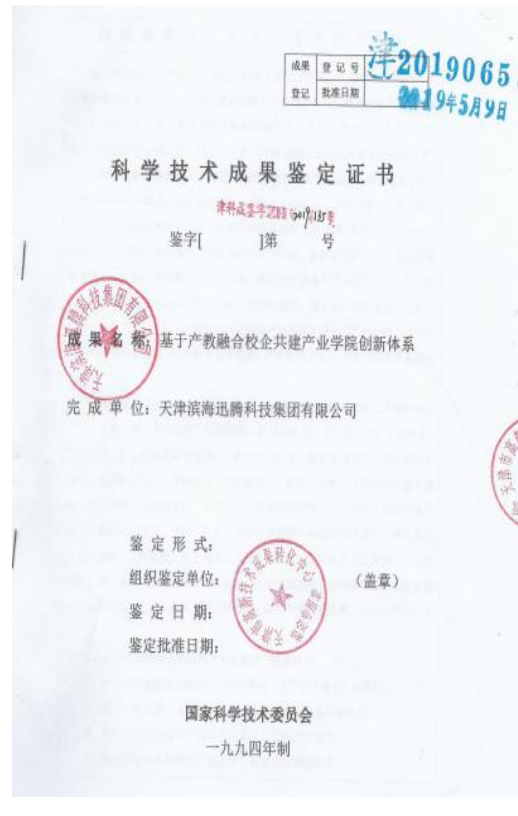 成果 登记号 津2019065
登记 批准日期 2019年5月9日
科学技术成果鉴定证书
鉴字[ ]第 号
成果名称：基于产教融合校企共建产业学院创新体系
完成单位：天津滨海迅腾科技集团有限公司
鉴定形式：
组织鉴定单位： （盖章）
鉴定日期：
鉴定批准日期：
国家科学技术委员会
一九九四年制